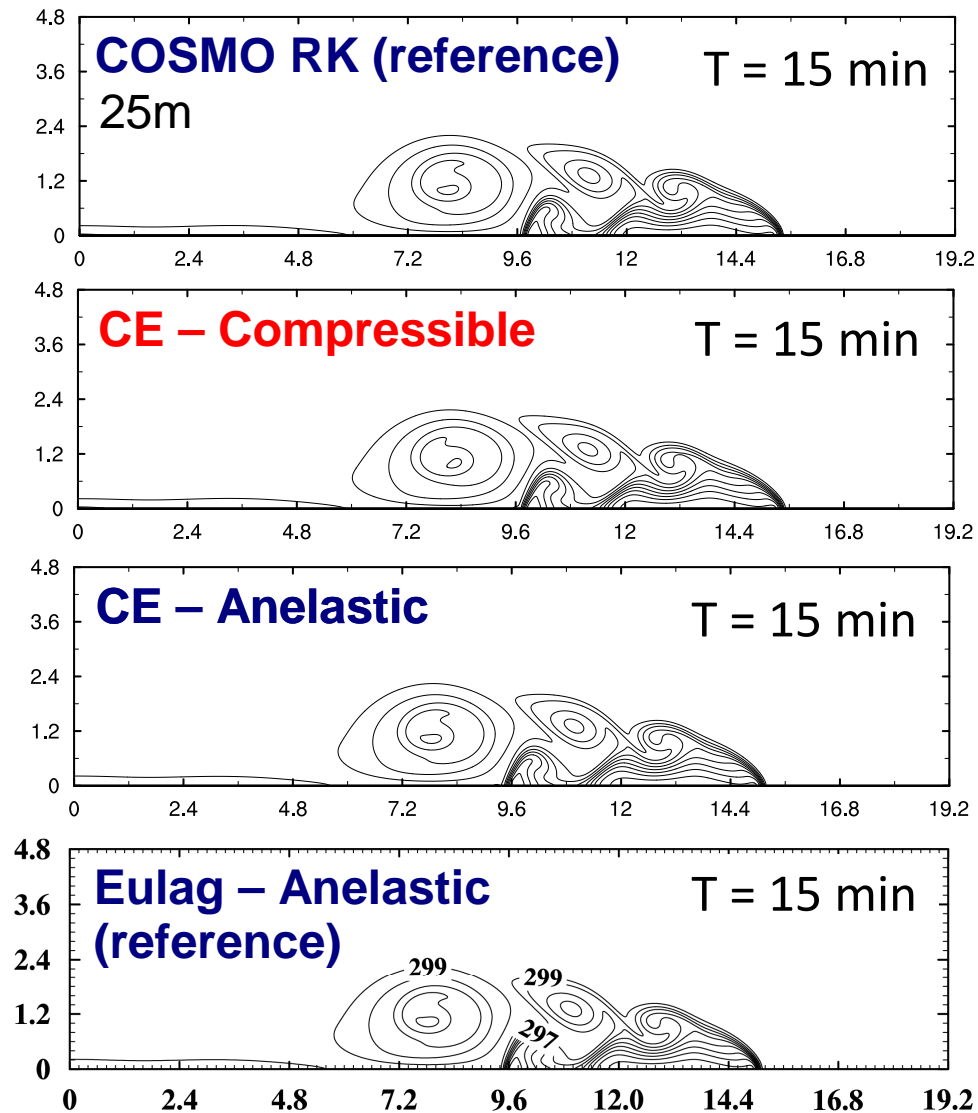 4.8
COSMO RK (reference)
T = 15 min
3.6
25m
2.4
1.2
0
0 2.4 4.8 7.2 9.6 12 14.4 16.8 19.2
4.8
CE – Compressible
T = 15 min
3.6
2.4
1.2
0
0 2.4 4.8 7.2 9.6 12 14.4 16.8 19.2
4.8
CE – Anelastic
T = 15 min
3.6
2.4
1.2
0
0 2.4 4.8 7.2 9.6 12 14.4 16.8 19.2
4.8
Eulag – Anelastic
T = 15 min
3.6
(reference)
2.4
299 299
1.2
297
0
0 2.4 4.8 7.2 9.6 12.0 14.4 16.8 19.2